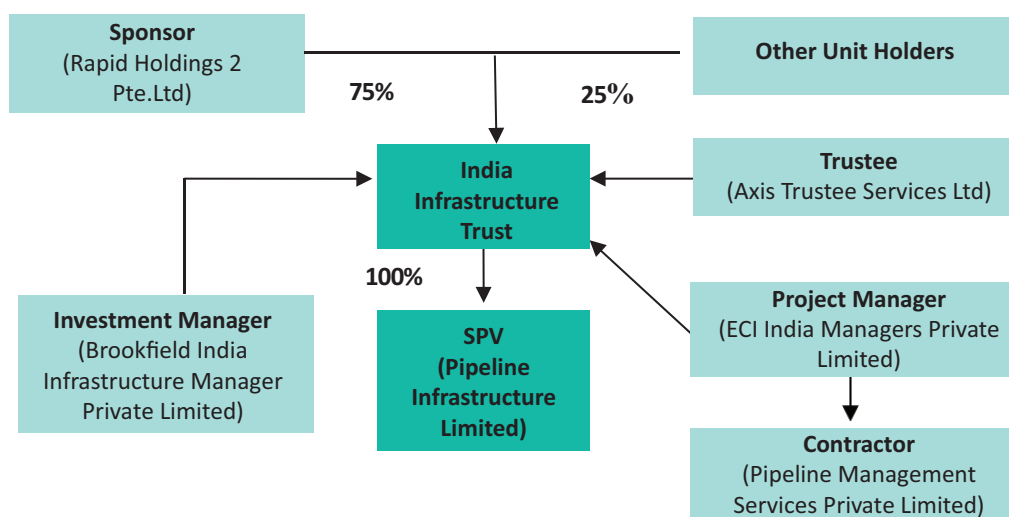 Sponsor
(Rapid Holdings 2
Pte.Ltd)
Other Unit Holders
75%
25%
India
Infrastructure
Trust
Trustee
(Axis Trustee Services Ltd)
100%
Investment Manager
(Brookfield India
Infrastructure Manager
Private Limited)
SPV
(Pipeline
Infrastructure
Limited)
Project Manager
(ECI India Managers Private
Limited)
Contractor
(Pipeline Management
Services Private Limited)